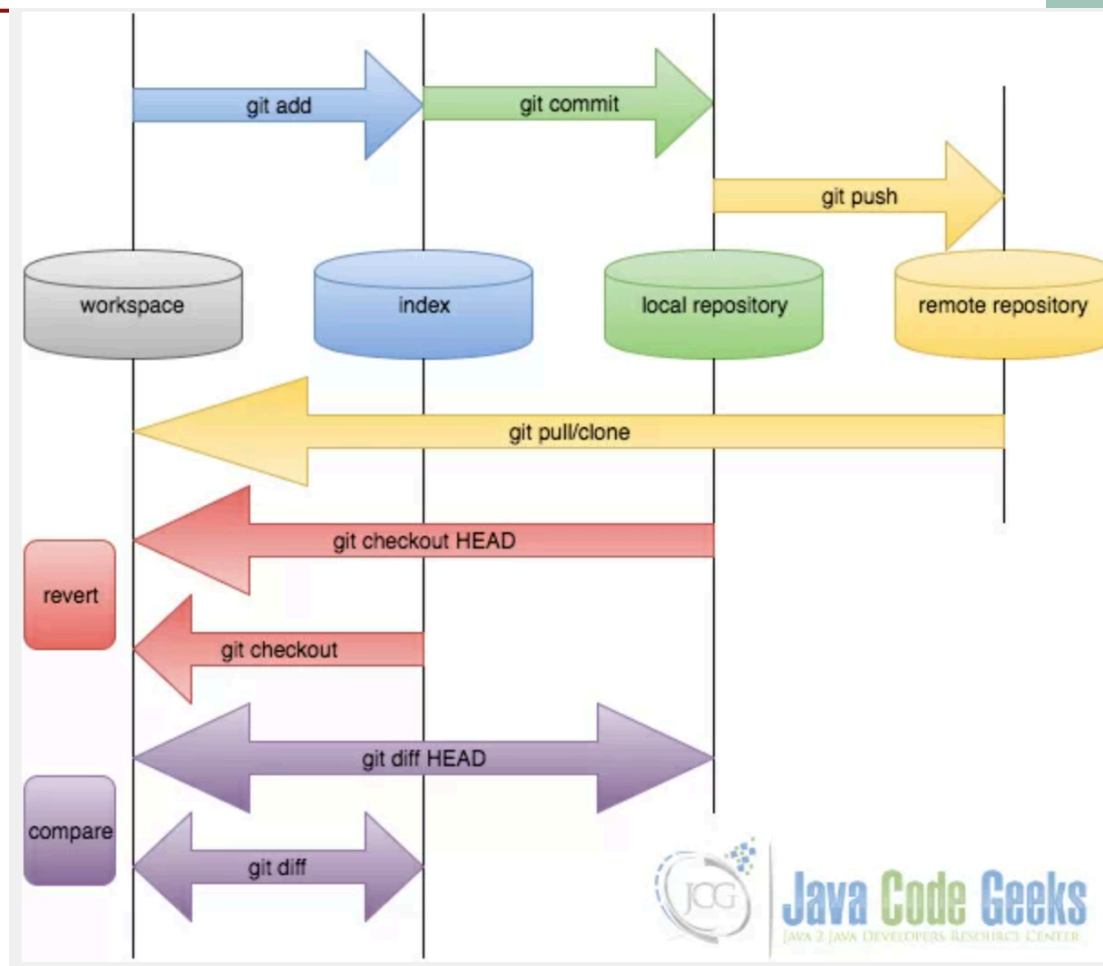 git add
git commit
git push
workspace
index
local repository
remote repository
git pull/clone
git checkout HEAD
revert
git checkout
git diff HEAD
compare
git diff
JCG
Java Code Geeks
JAVA 2 JAVA DEVELOPERS RESOURCE CENTER